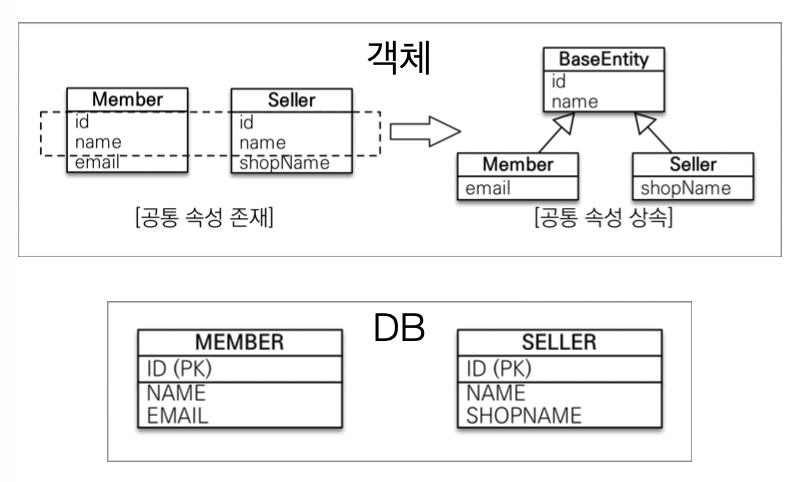 객체
Member
id
name
email
Seller
id
name
shopName
[공통 속성 존재]
BaseEntity
id
name
Member
email
Seller
shopName
[공통 속성 상속]
DB
MEMBER
ID (PK)
NAME
EMAIL
SELLER
ID (PK)
NAME
SHOPNAME